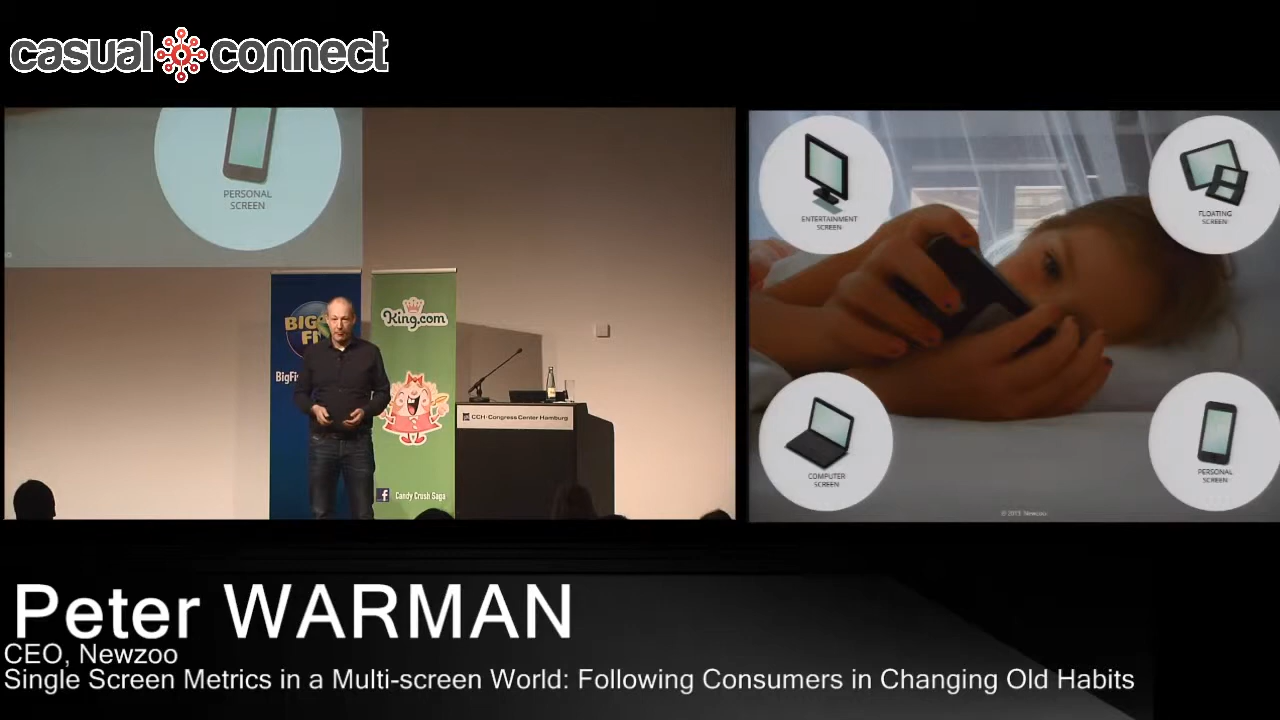 casual connect
PERSONAL
SCREEN
BIG
FI
BigFi
King.com
CCH-Congress Center Hamburg
Candy Crush Saga
ENTERTAINMENT
SCREEN
FLOATING
SCREEN
COMPUTER
SCREEN
PERSONAL
SCREEN
© 2013 Newzoo
Peter WARMAN
CEO, Newzoo
Single Screen Metrics in a Multi-screen World: Following Consumers in Changing Old Habits